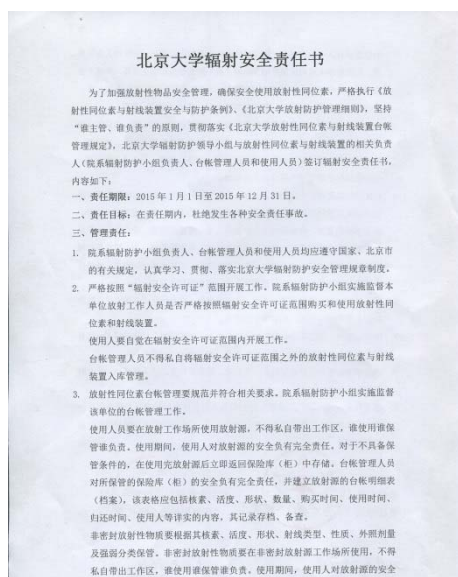 北京大学辐射安全责任书
为了加强放射性物品安全管理，确保安全使用放射性同位素，严格执行《放
射性同位素与射线装置安全与防护条例》、《北京大学放射防护管理细则》，坚持
“谁主管、谁负责”的原则，贯彻落实《北京大学放射性同位素与射线装置台帐
管理规定》，北京大学辐射防护领导小组与放射性同位素与射线装置的相关负责
人（院系辐射防护小组负责人、台帐管理人员和使用人员）签订辐射安全责任书。
内容如下：
一、责任期限：2015 年 1 月 1 日至 2015 年 12 月 31 日。
二、责任目标：在责任期内，杜绝发生各种安全责任事故。
三、管理责任：
1. 院系辐射防护小组负责人、台帐管理人员和使用人员均应遵守国家、北京市
的有关规定，认真学习、贯彻、落实北京大学辐射防护安全管理规章制度。
2. 严格按照“辐射安全许可证”范围开展工作。院系辐射防护小组实施监督本
单位放射工作人员是否严格按照辐射安全许可证范围购买和使用放射性同
位素和射线装置。
使用人要自觉在辐射安全许可证范围内开展工作。
台帐管理人员不得私自将辐射安全许可证范围之外的放射性同位素与射线
装置入库管理。
3. 放射性同位素台帐管理要规范并符合相关要求。院系辐射防护小组实施监督
该单位的台帐管理工作。
使用人员要在放射工作场所使用放射源，不得私自带出工作区，谁使用谁保
管谁负责。使用期间，使用人对放射源的安全负有完全责任。对于不具备保
管条件的，在使用完放射源后立即返回保险库（柜）中存储。台帐管理人员
对所保管的保险库（柜）的安全负有完全责任，并建立放射源的台帐明细表
（档案），该表格应包括核素、活度、形状、数量、购买时间、使用时间、
归还时间、使用人等详实的内容，其记录存档、备查。
非密封放射性物质要根据其核素、活度、形状、射线类型、性质、外照剂量
及强弱分类保管。非密封放射性物质要在非密封放射源工作场所使用，不得
私自带出工作区，谁使用谁保管谁负责。使用期间，使用人对放射源的安全